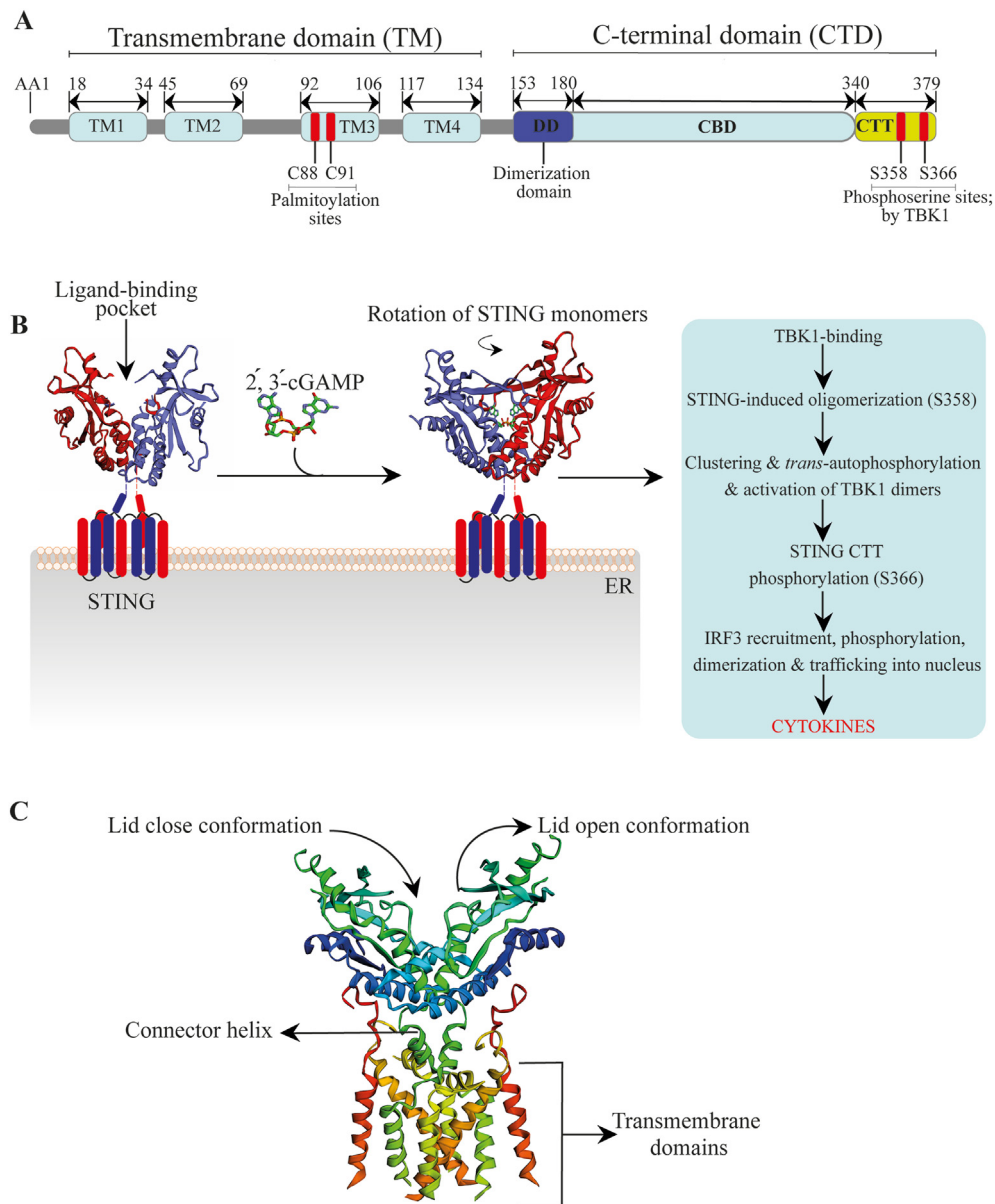 A
Transmembrane domain (TM)
C-terminal domain (CTD)
AA1 18 34 45 69 92 106 117 134 153 180 340 379
TM1 TM2 TM3 TM4 DD CBD CTT
C88 C91
Palmitoylation
sites
Dimerization
domain
S358 S366
Phosphoserine sites;
by TBK1
B
Ligand-binding
pocket
2´, 3´-cGAMP
Rotation of STING monomers
STING
ER
TBK1-binding
STING-induced oligomerization (S358)
Clustering & trans-autophosphorylation
& activation of TBK1 dimers
STING CTT
phosphorylation (S366)
IRF3 recruitment, phosphorylation,
dimerization & trafficking into nucleus
CYTOKINES
C
Lid close conformation
Lid open conformation
Connector helix
Transmembrane
domains